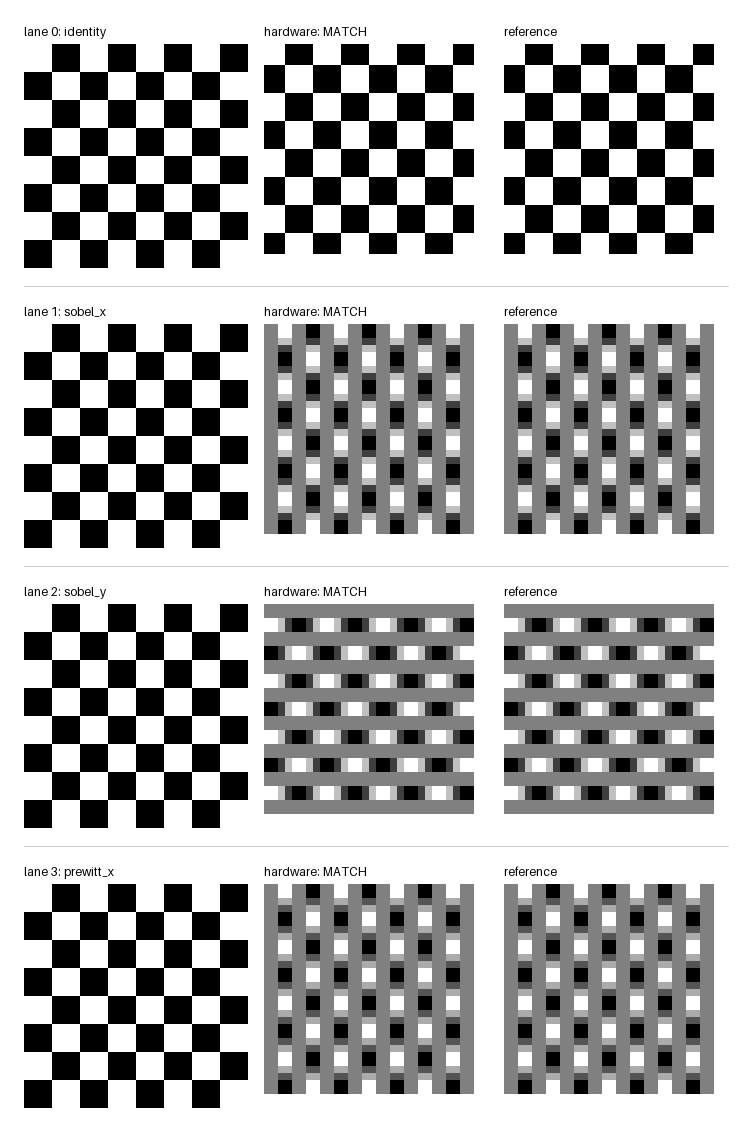 lane 0: identity
hardware: MATCH
reference
lane 1: sobel_x
hardware: MATCH
reference
lane 2: sobel_y
hardware: MATCH
reference
lane 3: prewitt_x
hardware: MATCH
reference